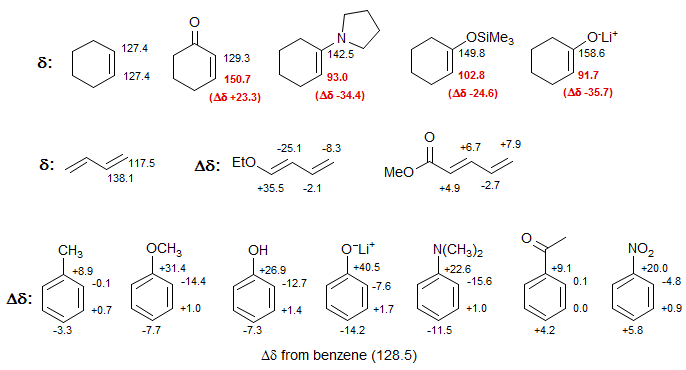 δ:
127.4
127.4
O
129.3
150.7
(Δδ +23.3)
N
142.5
93.0
(Δδ -34.4)
OSiMe3
149.8
102.8
(Δδ -24.6)
O-Li+
158.6
91.7
(Δδ -35.7)
δ:
117.5
138.1
Δδ:
EtO
-25.1
-8.3
+35.5
-2.1
O
MeO
+6.7
+7.9
+4.9
-2.7
Δδ:
CH3
+8.9
-0.1
+0.7
-3.3
OCH3
+31.4
-14.4
+1.0
-7.7
OH
+26.9
-12.7
+1.4
-7.3
O−Li+
+40.5
-7.6
+1.7
-14.2
N(CH3)2
+22.6
-15.6
+1.0
-11.5
O
+9.1
0.1
0.0
+4.2
NO2
+20.0
-4.8
+0.9
+5.8
Δδ from benzene (128.5)